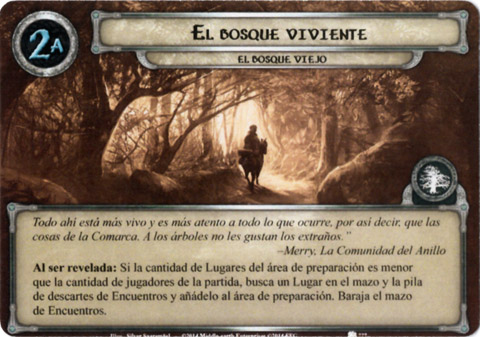 2A
EL BOSQUE VIVIENTE
EL BOSQUE VIEJO
Todo ahí está más vivo y es más atento a todo lo que ocurre, por así decir, que las
cosas de la Comarca. A los árboles no les gustan los extraños.”
–Merry, La Comunidad del Anillo
Al ser revelada: Si la cantidad de Lugares del área de preparación es menor
que la cantidad de jugadores de la partida, busca un Lugar en el mazo y la pila
de descartes de Encuentros y añádelo al área de preparación. Baraja el mazo
de Encuentros.